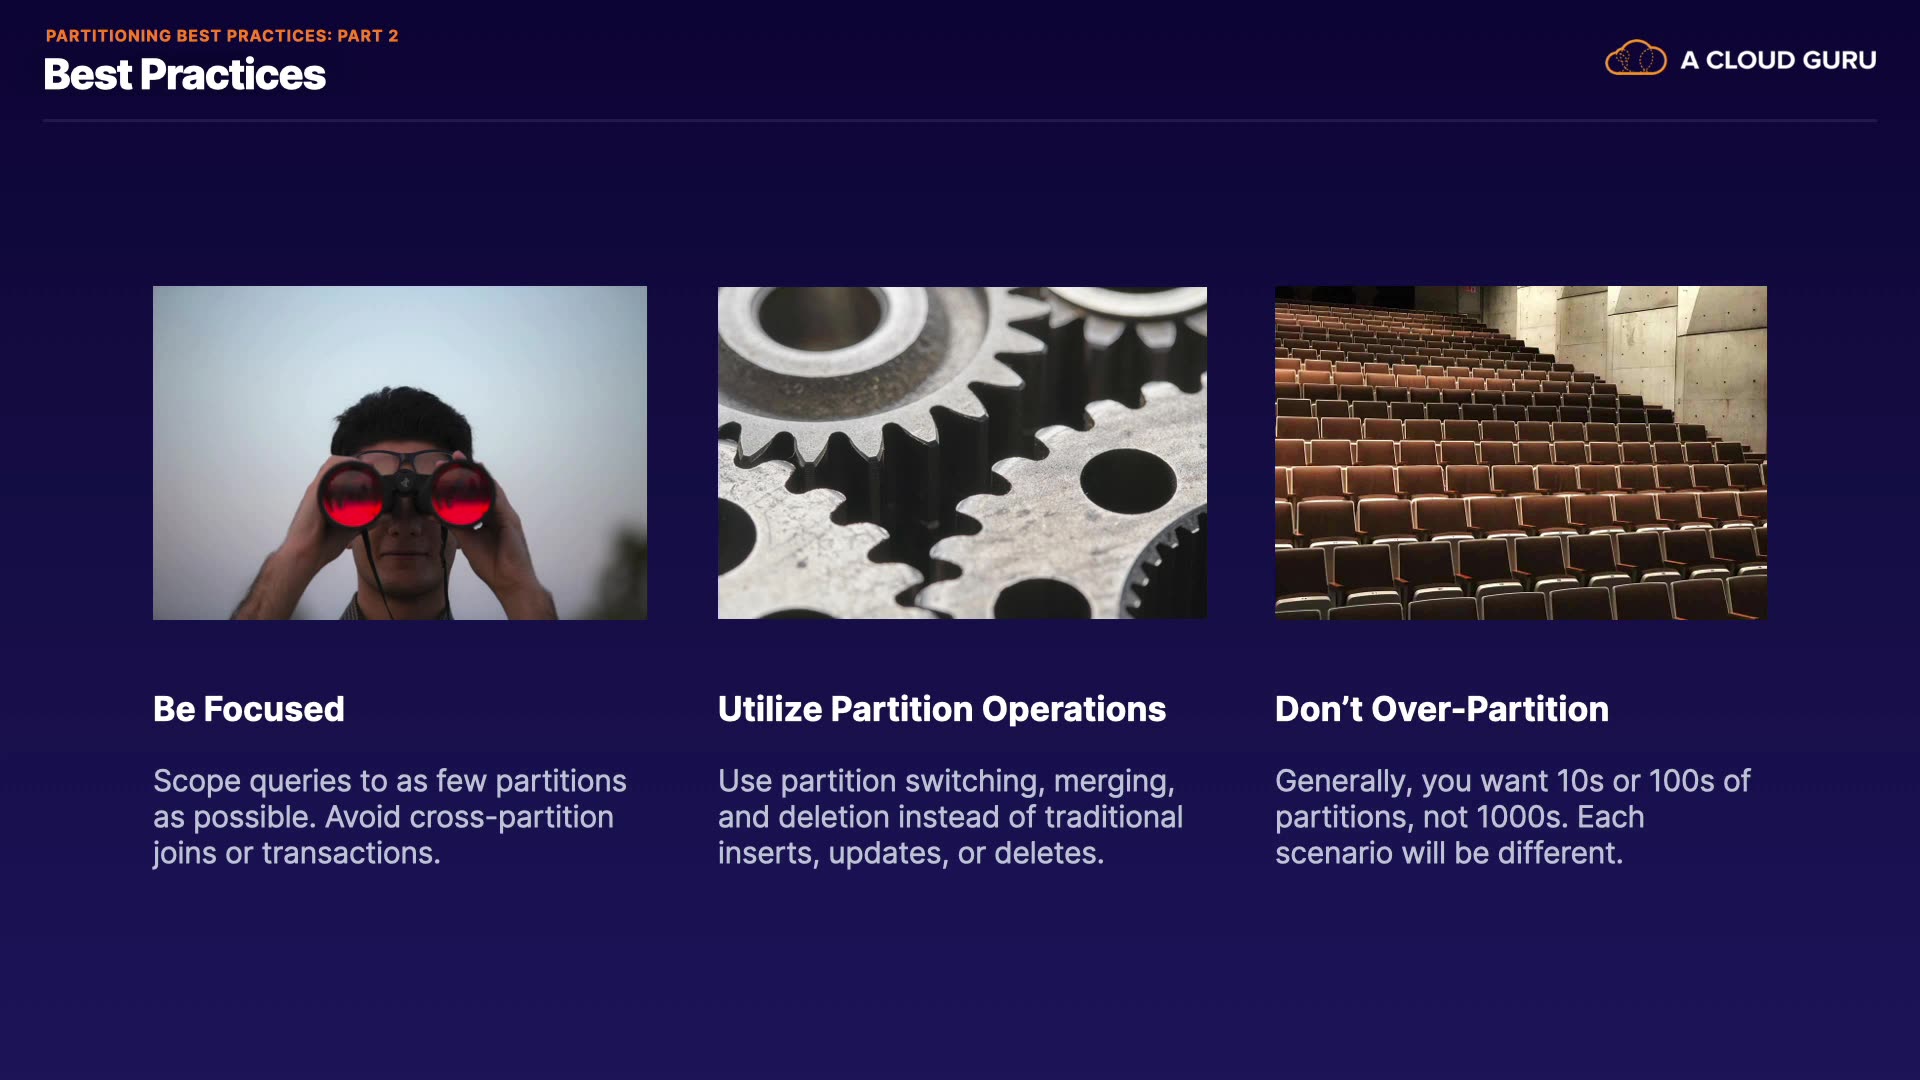 PARTITIONING BEST PRACTICES: PART 2
Best Practices
A CLOUD GURU
Be Focused
Scope queries to as few partitions
as possible. Avoid cross-partition
joins or transactions.
Utilize Partition Operations
Use partition switching, merging,
and deletion instead of traditional
inserts, updates, or deletes.
Don’t Over-Partition
Generally, you want 10s or 100s of
partitions, not 1000s. Each
scenario will be different.